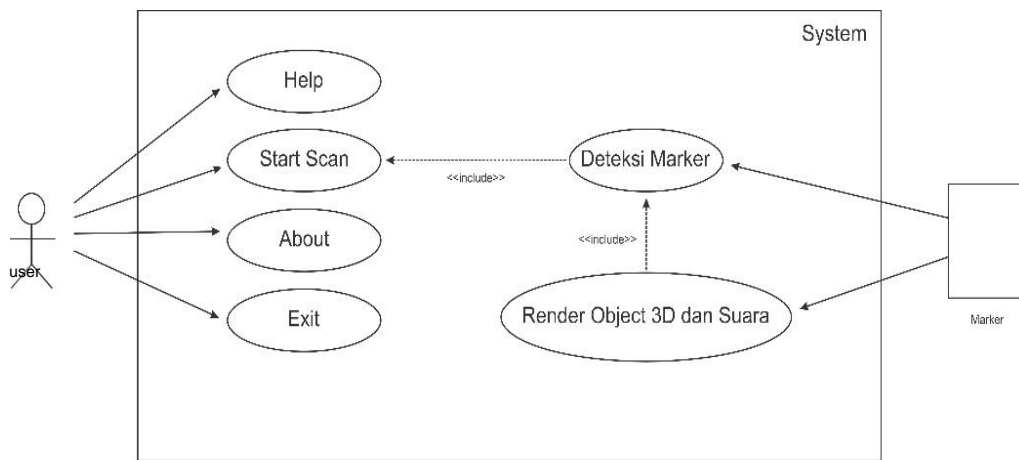 System
Help
Start Scan
Deteksi Marker
<<include>>
About
<<include>>
user
Exit
Render Object 3D dan Suara
Marker